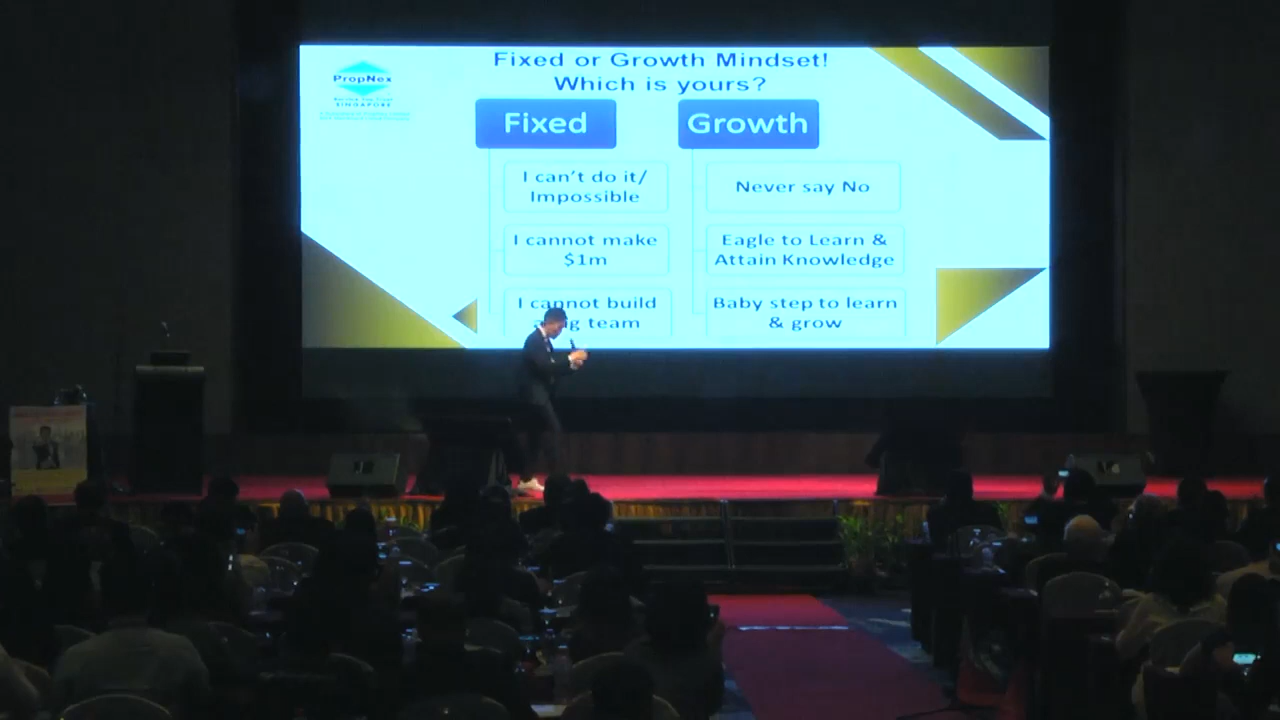 Fixed or Growth Mindset!
Which is yours?
PropNex
SINGAPORE
Fixed
Growth
I can't do it/
Impossible
Never say No
I cannot make
$1m
Eagle to Learn &
Attain Knowledge
I cannot build
team
Baby step to learn
& grow